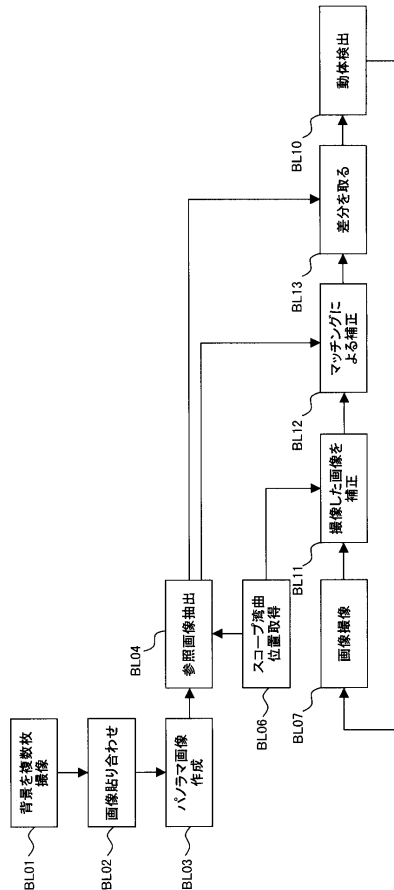 背景を複数枚
撮像
BL01
画像貼り合わせ
BL02
パノラマ画像
作成
BL03
参照画像抽出
BL04
スコープ湾曲
位置取得
BL06
画像撮像
BL07
撮像した画像を
補正
BL11
マッチングに
よる補正
BL12
差分を取る
BL13
動体検出
BL10